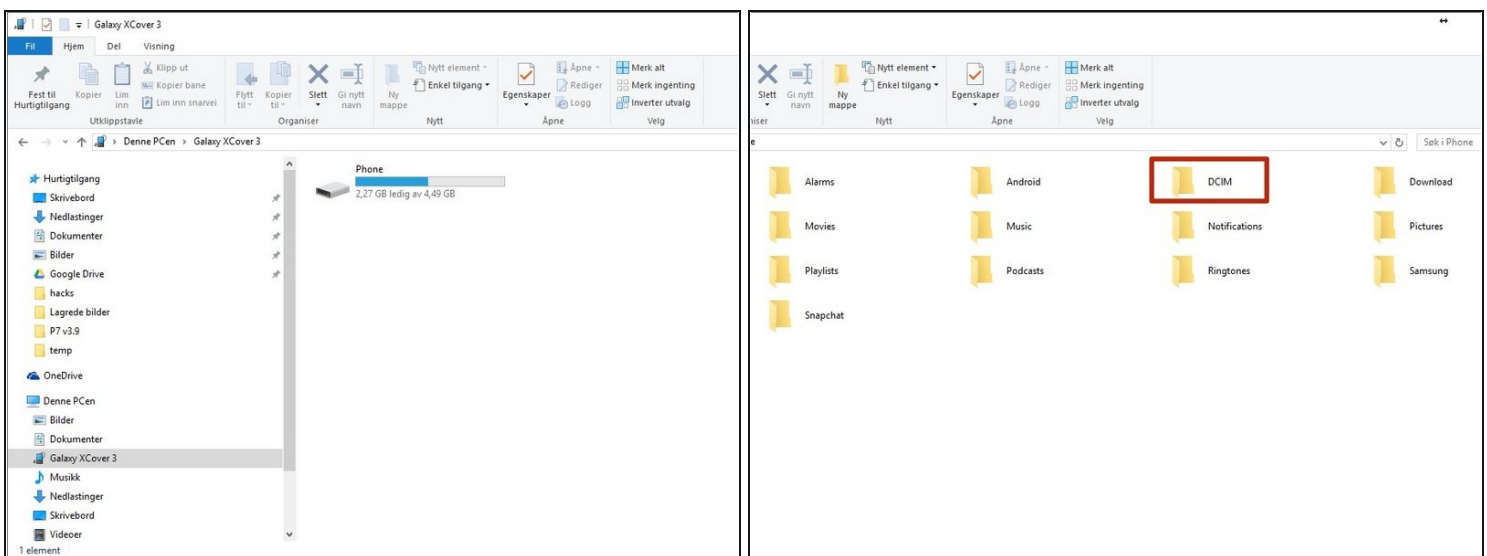 Galaxy XCover 3
Fil Hjem Del Visning
Fest til Hurtigtilgang
Kopier
Lim inn
Klipp ut
Kopier bane
Lim inn snarvei
Utklippstavle
Flytt til
Kopier til
Slett
Gi nytt navn
Organiser
Ny mappe
Nytt element
Enkel tilgang
Nytt
Egenskaper
Åpne
Rediger
Logg
Åpne
Merk alt
Merk ingenting
Inverter utvalg
Velg
Denne PCen > Galaxy XCover 3
Hurtigtilgang
Skrivebord
Nedlastinger
Dokumenter
Bilder
Google Drive
hacks
Lagrede bilder
P7 v3.9
temp
OneDrive
Denne PCen
Bilder
Dokumenter
Galaxy XCover 3
Musikk
Nedlastinger
Skrivebord
Videoer
1 element
Phone
2,27 GB ledig av 4,49 GB
Slett
Gi nytt navn
niser
Ny mappe
Nytt element
Enkel tilgang
Nytt
Egenskaper
Åpne
Rediger
Logg
Åpne
Merk alt
Merk ingenting
Inverter utvalg
Velg
e
Søk i Phone
Alarms Android DCIM Download
Movies Music Notifications Pictures
Playlists Podcasts Ringtones Samsung
Snapchat